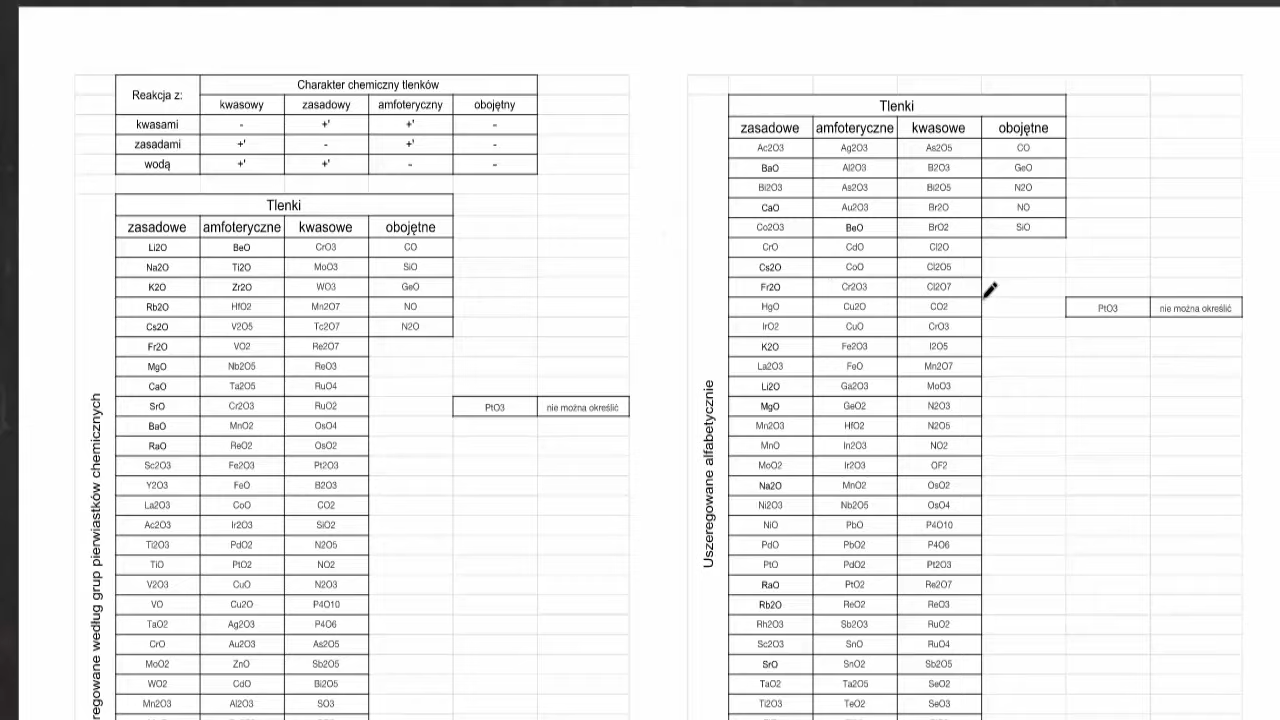 Reakcja z: Charakter chemiczny tlenków
kwasowy zasadowy amfoteryczny obojętny
kwasami - +' +' -
zasadami +' - +' -
wodą +' +' - -
Tlenki
zasadowe amfoteryczne kwasowe obojętne
Li2O BeO CrO3 CO
Na2O Ti2O MoO3 SiO
K2O Zr2O WO3 GeO
Rb2O HfO2 Mn2O7 NO
Cs2O V2O5 Tc2O7 N2O
Fr2O VO2 Re2O7
MgO Nb2O5 ReO3
CaO Ta2O5 RuO4
SrO Cr2O3 RuO2 PtO3 nie można określić
BaO MnO2 OsO4
RaO ReO2 OsO2
Sc2O3 Fe2O3 Pt2O3
Y2O3 FeO B2O3
La2O3 CoO CO2
Ac2O3 Ir2O3 SiO2
Ti2O3 PdO2 N2O5
TiO PtO2 NO2
V2O3 CuO N2O3
VO Cu2O P4O10
TaO2 Ag2O3 P4O6
CrO Au2O3 As2O5
MoO2 ZnO Sb2O5
WO2 CdO Bi2O5
Mn2O3 Al2O3 SO3
regowane według grup pierwiastków chemicznych
Tlenki
zasadowe amfoteryczne kwasowe obojętne
Ac2O3 Ag2O3 As2O5 CO
BaO Al2O3 B2O3 GeO
Bi2O3 As2O3 Bi2O5 N2O
CaO Au2O3 Br2O NO
Co2O3 BeO BrO2 SiO
CrO CdO Cl2O
Cs2O CoO Cl2O5
Fr2O Cr2O3 Cl2O7
HgO Cu2O CO2 PtO3 nie można określić
IrO2 CuO CrO3
K2O Fe2O3 I2O5
La2O3 FeO Mn2O7
Li2O Ga2O3 MoO3
MgO GeO2 N2O3
Mn2O3 HfO2 N2O5
MnO In2O3 NO2
MoO2 Ir2O3 OF2
Na2O MnO2 OsO2
Ni2O3 Nb2O5 OsO4
NiO PbO P4O10
PdO PbO2 P4O6
PtO PdO2 Pt2O3
RaO PtO2 Re2O7
Rb2O ReO2 ReO3
Rh2O3 Sb2O3 RuO2
Sc2O3 SnO RuO4
SrO SnO2 Sb2O5
TaO2 Ta2O5 SeO2
Ti2O3 TeO2 SO3
Uszeregowane alfabetycznie